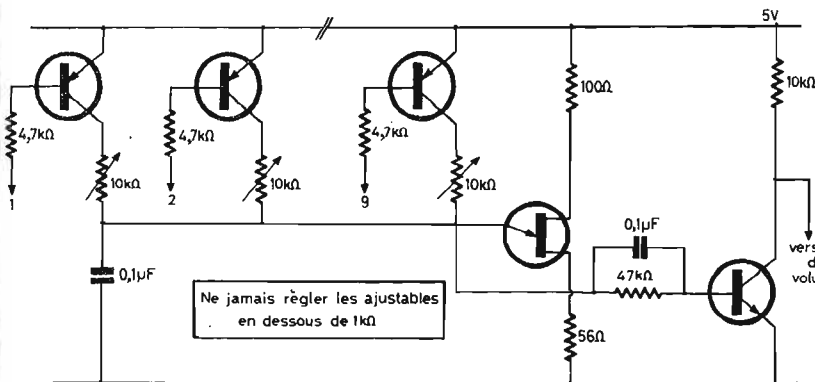 5V
4,7kΩ
10kΩ
1
4,7kΩ
10kΩ
2
4,7kΩ
10kΩ
9
100Ω
10kΩ
0,1µF
0,1µF
47kΩ
56Ω
vers
Ne jamais règler les ajustables
en dessous de 1kΩ